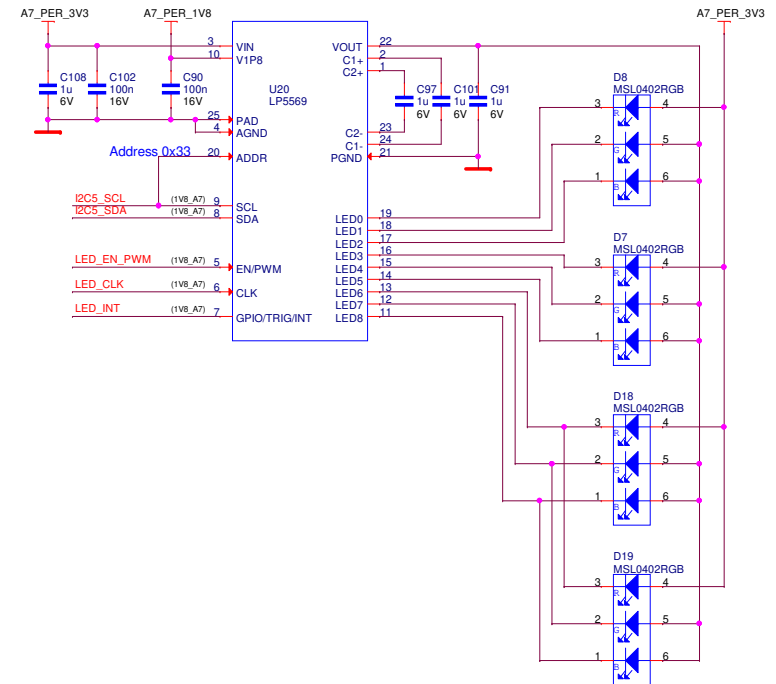 A7_PER_3V3
A7_PER_1V8
A7_PER_3V3
3 VIN
10 V1P8
C108
1u
6V
C102
100n
16V
C90
100n
16V
U20
LP5569
25 PAD
4 AGND
Address 0x33
20 ADDR
I2C5_SCL (1V8_A7) 9 SCL
I2C5_SDA (1V8_A7) 8 SDA
LED_EN_PWM (1V8_A7) 5 EN/PWM
LED_CLK (1V8_A7) 6 CLK
LED_INT (1V8_A7) 7 GPIO/TRIG/INT
VOUT 22
C1+ 2
C2+ 1
C97
1u
6V
C101
1u
6V
C91
1u
6V
C2- 23
C1- 24
PGND 21
LED0 19
LED1 18
LED2 17
LED3 16
LED4 15
LED5 14
LED6 13
LED7 12
LED8 11
D8
MSL0402RGB
3 R 4
2 G 5
1 B 6
D7
MSL0402RGB
3 R 4
2 G 5
1 B 6
D18
MSL0402RGB
3 R 4
2 G 5
1 B 6
D19
MSL0402RGB
3 R 4
2 G 5
1 B 6